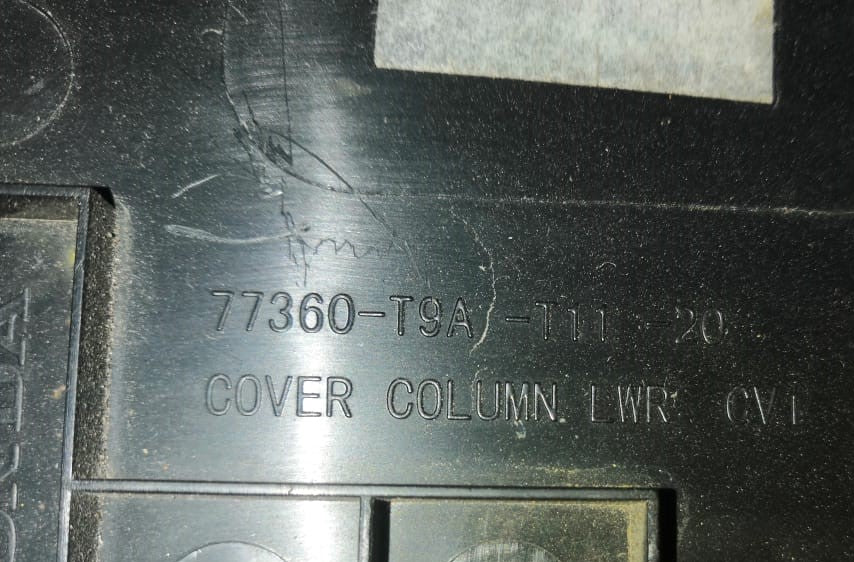 77360-T9A -T11 -20
COVER COLUMN LWR